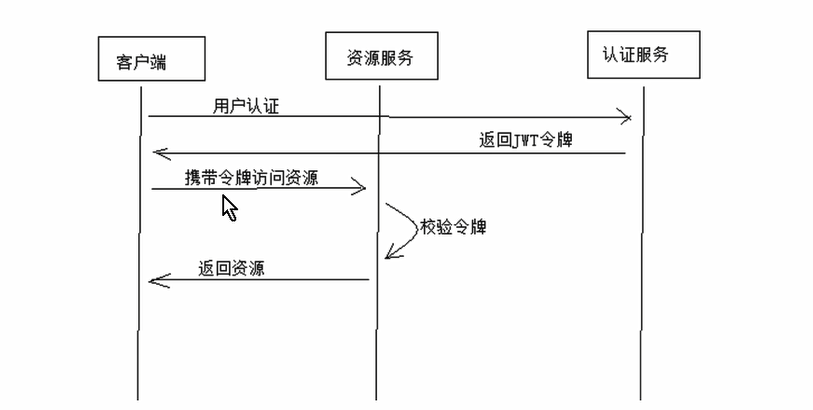 客户端
资源服务
认证服务
用户认证
返回JWT令牌
携带令牌访问资源
校验令牌
返回资源